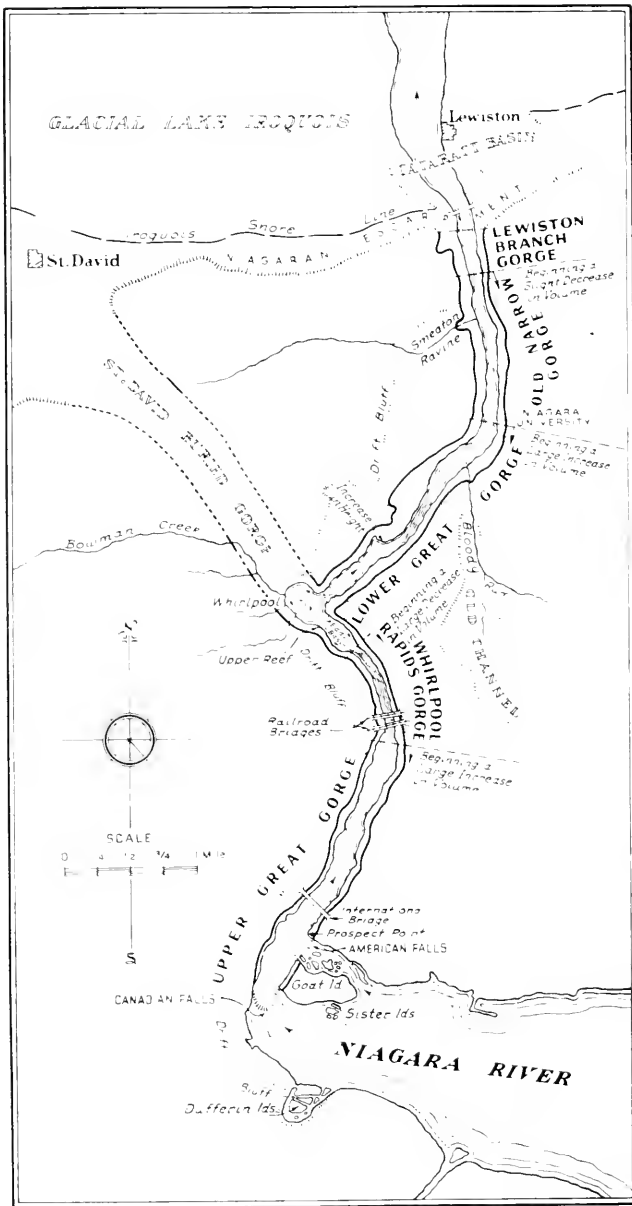 GLACIAL LAKE IROQUOIS
Lewiston
BASIN
Iroquois Shore Line
NIAGARAN ESCARPMENT
St.David
LEWISTON
BRANCH
GORGE
Beginning a
Slight Decrease
in Volume
OLD NARROW
GORGE
Smeaton
Ravine
NIAGARA
UNIVERSITY
Beginning a
Large Increase
in Volume
ST. DAVID BURIED GORGE
Drift Bluff
Increase
in Height
LOWER GREAT GORGE
Bloody Run
OLD CHANNEL
Bowman Creek
Whirlpool
Beginning a
Large Decrease
in Volume
WHIRLPOOL
RAPIDS GORGE
Upper Reef
Drift Bluff
Railroad
Bridges
Beginning a
Large Increase
in Volume
N
S
SCALE
0 1/4 1/2 3/4 1 Mile
UPPER GREAT GORGE
International
Bridge
Prospect Point
AMERICAN FALLS
Goat Id.
Sister Ids
CANADIAN FALLS
NIAGARA RIVER
Bluff
Dufferin Ids.